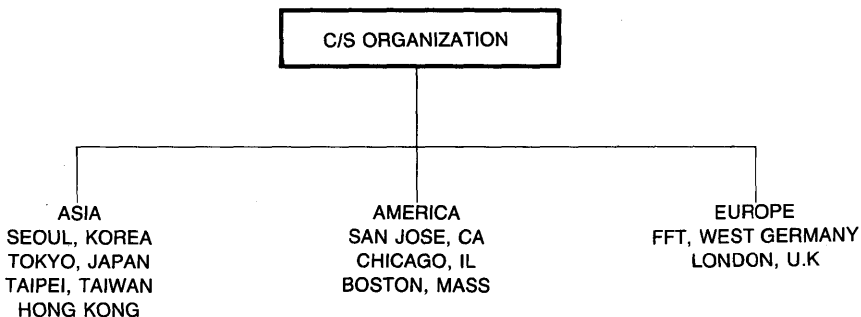 C/S ORGANIZATION
ASIA
SEOUL, KOREA
TOKYO, JAPAN
TAIPEI, TAIWAN
HONG KONG
AMERICA
SAN JOSE, CA
CHICAGO, IL
BOSTON, MASS
EUROPE
FFT, WEST GERMANY
LONDON, U.K